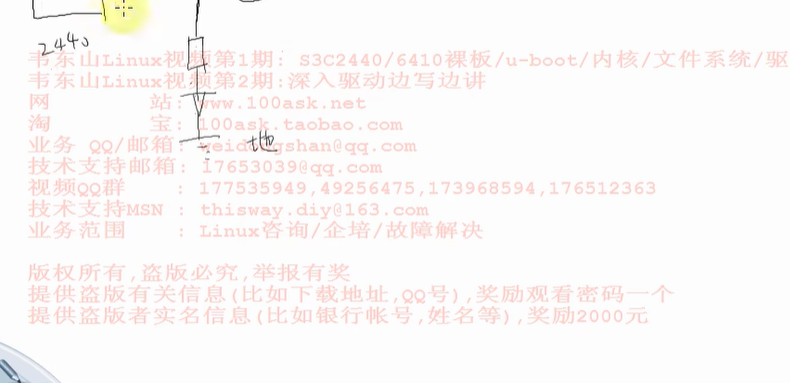 2440
韦东山Linux视频第1期: S3C2440/6410裸板/u-boot/内核/文件系统/驱
韦东山Linux视频第2期:深入驱动边写边讲
网 站: www.100ask.net
淘 宝: 100ask.taobao.com
地
业务 QQ/邮箱: weidongshan@qq.com
技术支持邮箱: 17653039@qq.com
视频QQ群 : 177535949,49256475,173968594,176512363
技术支持MSN : thisway.diy@163.com
业务范围 : Linux咨询/企培/故障解决
版权所有,盗版必究,举报有奖
提供盗版有关信息(比如下载地址,QQ号),奖励观看密码一个
提供盗版者实名信息(比如银行帐号,姓名等),奖励2000元